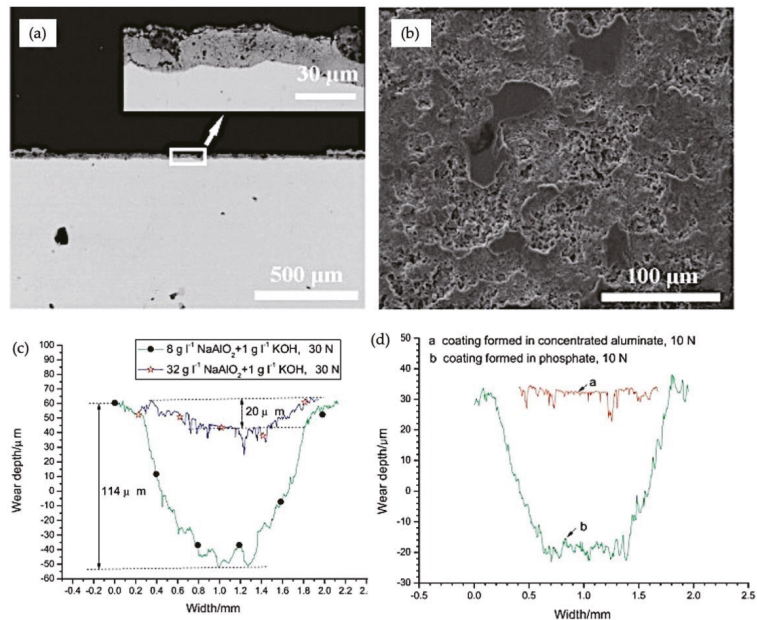 (a)
30 μm
500 μm
(b)
100 μm
(c)
8 g l⁻¹ NaAlO₂+1 g l⁻¹ KOH, 30 N
32 g l⁻¹ NaAlO₂+1 g l⁻¹ KOH, 30 N
100
90
80
70
60
50
40
30
20
10
0
-10
-20
-30
-40
-50
-60
Wear depth/μm
20 μ m
114 μ m
-0.4 -0.2 0.0 0.2 0.4 0.6 0.8 1.0 1.2 1.4 1.6 1.8 2.0 2.2
Width/mm
(d)
a coating formed in concentrated aluminate, 10 N
b coating formed in phosphate, 10 N
50
40
30
20
10
0
-10
-20
-30
Wear depth/μm
a
b
-0.5 0.0 0.5 1.0 1.5 2.0 2.5
Width/mm